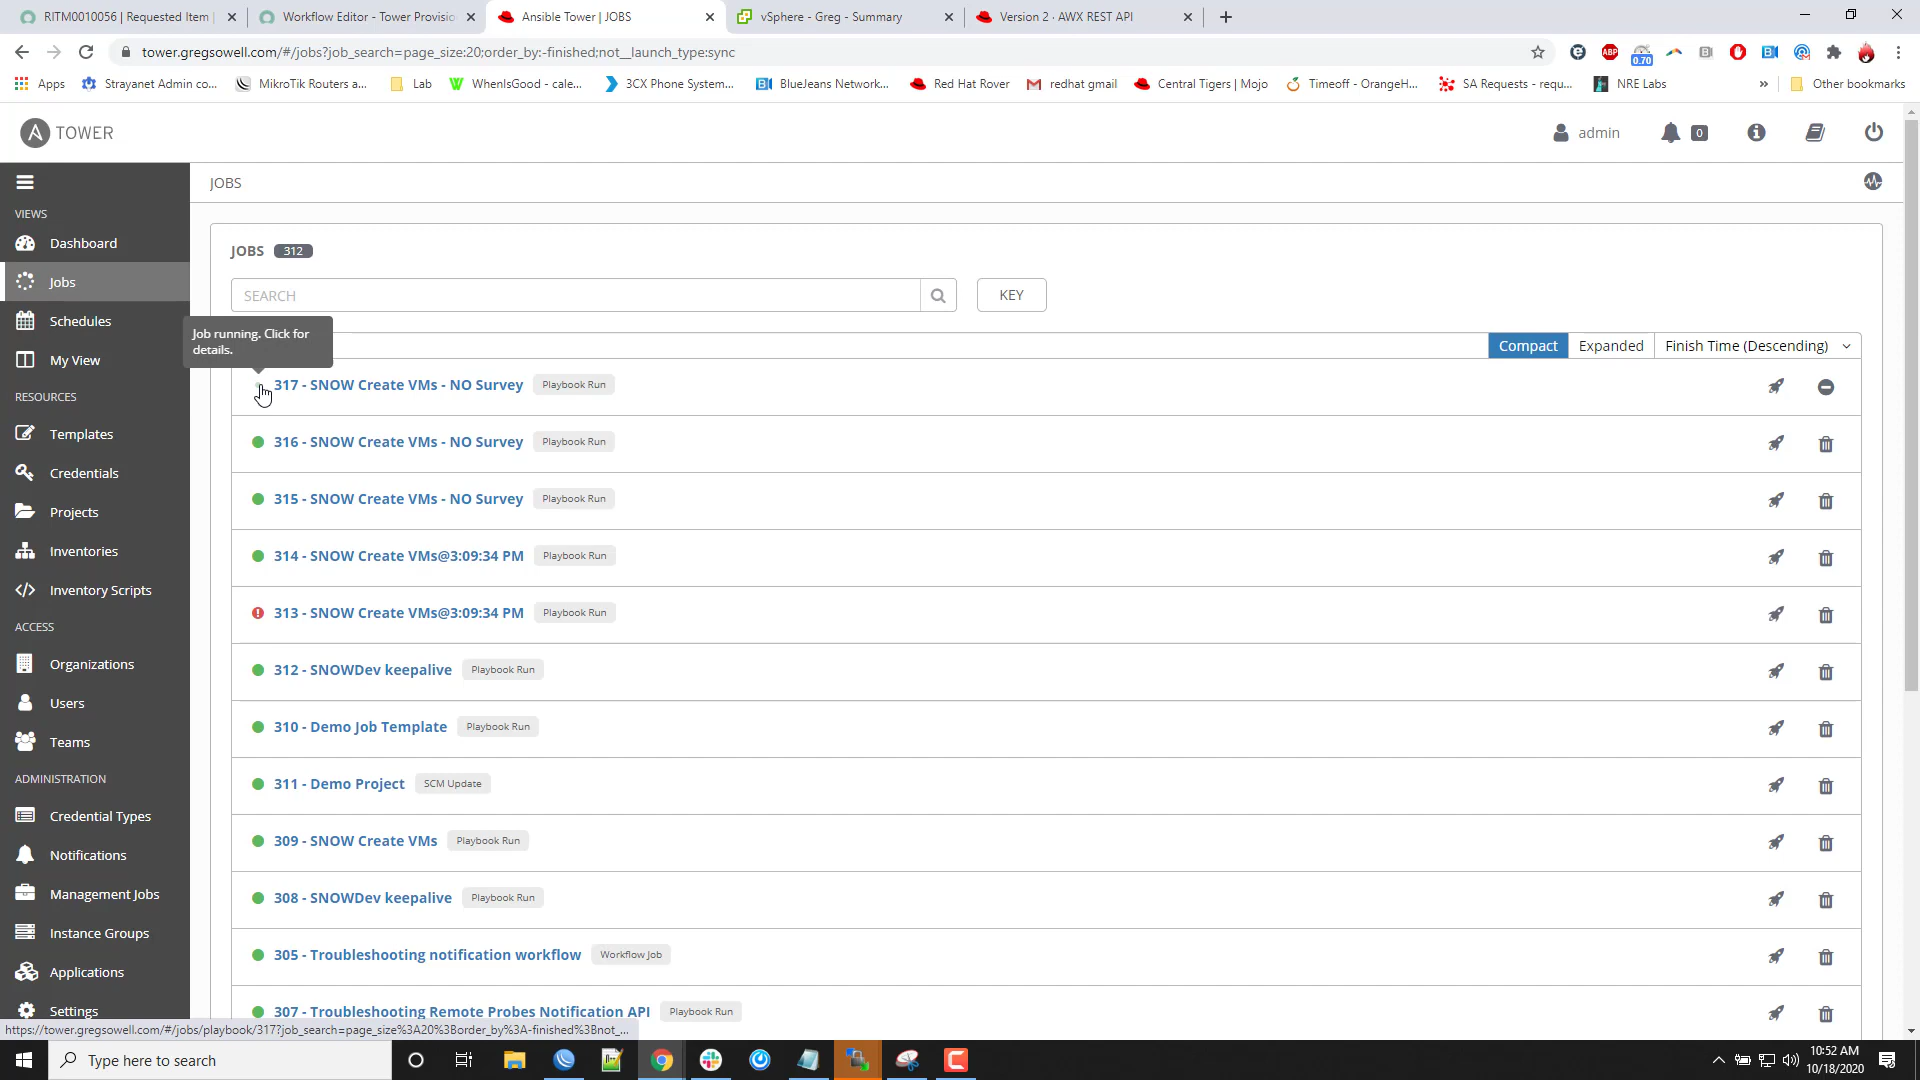 RITM0010056 | Requested Item |
Workflow Editor - Tower Provisio
Ansible Tower | JOBS
vSphere - Greg - Summary
Version 2 · AWX REST API
tower.gregsowell.com/#/jobs?job_search=page_size:20;order_by:-finished;not__launch_type:sync
ABP
0.70
Apps
Strayanet Admin co...
MikroTik Routers a...
Lab
WhenIsGood - cale...
3CX Phone System...
BlueJeans Network...
Red Hat Rover
redhat gmail
Central Tigers | Mojo
Timeoff - OrangeH...
SA Requests - requ...
NRE Labs
»
Other bookmarks
A TOWER
admin
0
JOBS
VIEWS
Dashboard
Jobs
Schedules
My View
RESOURCES
Templates
Credentials
Projects
Inventories
Inventory Scripts
ACCESS
Organizations
Users
Teams
ADMINISTRATION
Credential Types
Notifications
Management Jobs
Instance Groups
Applications
Settings
JOBS 312
SEARCH
KEY
Job running. Click for
details.
Compact Expanded Finish Time (Descending)
317 - SNOW Create VMs - NO Survey Playbook Run
316 - SNOW Create VMs - NO Survey Playbook Run
315 - SNOW Create VMs - NO Survey Playbook Run
314 - SNOW Create VMs@3:09:34 PM Playbook Run
313 - SNOW Create VMs@3:09:34 PM Playbook Run
312 - SNOWDev keepalive Playbook Run
310 - Demo Job Template Playbook Run
311 - Demo Project SCM Update
309 - SNOW Create VMs Playbook Run
308 - SNOWDev keepalive Playbook Run
305 - Troubleshooting notification workflow Workflow Job
307 - Troubleshooting Remote Probes Notification API Playbook Run
https://tower.gregsowell.com/#/jobs/playbook/317?job_search=page_size%3A20%3Border_by%3A-finished%3Bnot_...
Type here to search
10:52 AM
10/18/2020